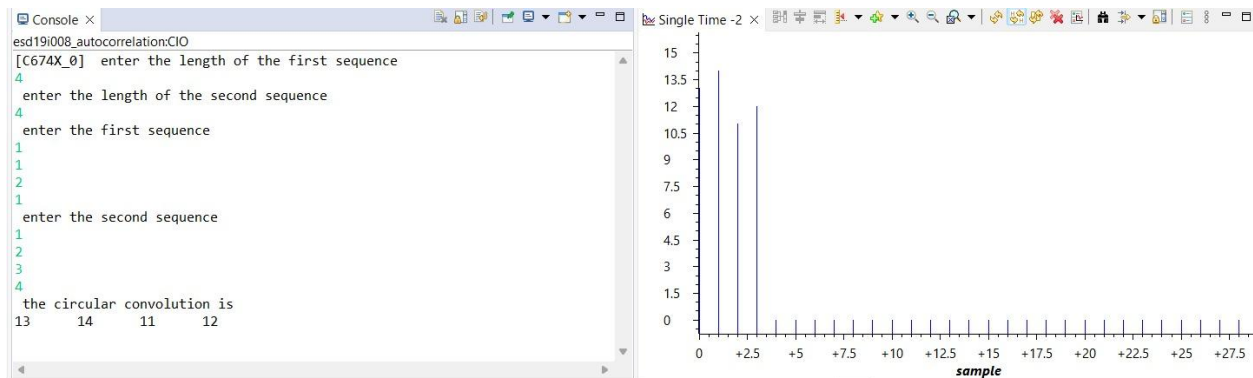 Console ×
esd19i008_autocorrelation:CIO
[C674X_0] enter the length of the first sequence
4
enter the length of the second sequence
4
enter the first sequence
1
1
2
1
enter the second sequence
1
2
3
4
the circular convolution is
13 14 11 12
Single Time -2 ×
15
13.5
12
10.5
9
7.5
6
4.5
3
1.5
0
0 +2.5 +5 +7.5 +10 +12.5 +15 +17.5 +20 +22.5 +25 +27.5
sample